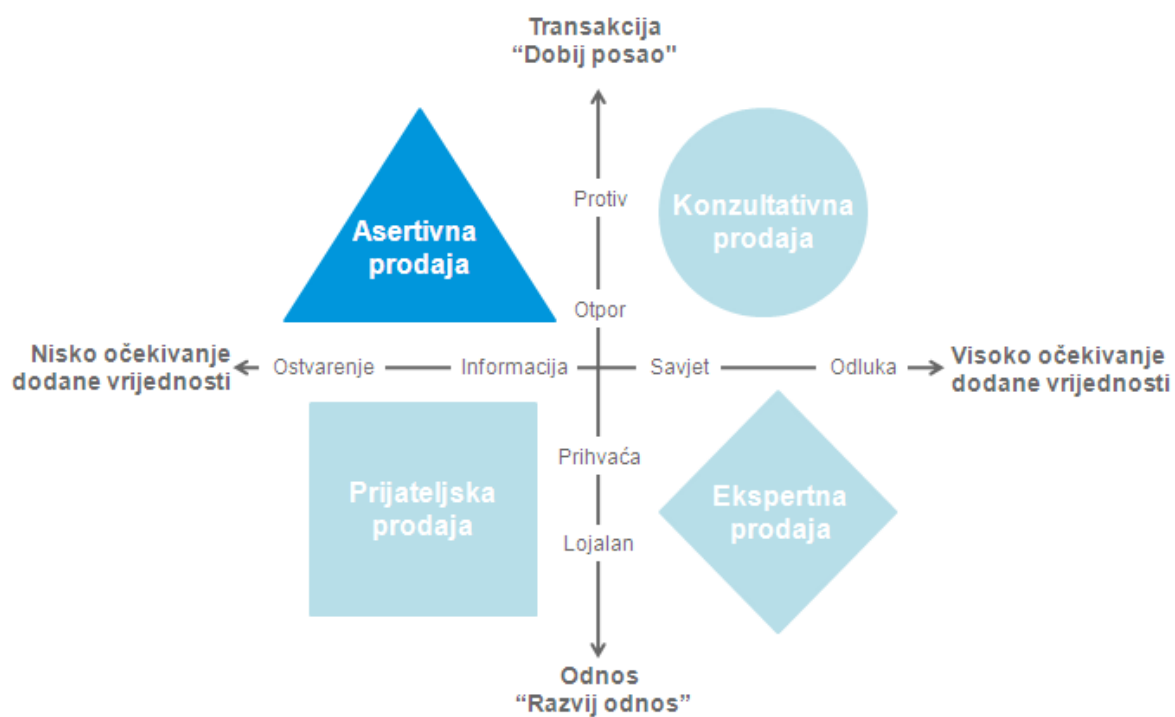 Transakcija
“Dobij posao"
Asertivna
prodaja
Protiv
Konzultativna
prodaja
Otpor
Nisko očekivanje
dodane vrijednosti
Ostvarenje
Informacija
Savjet
Odluka
Visoko očekivanje
dodane vrijednosti
Prihvaća
Prijateljska
prodaja
Ekspertna
prodaja
Lojalan
Odnos
“Razvij odnos”